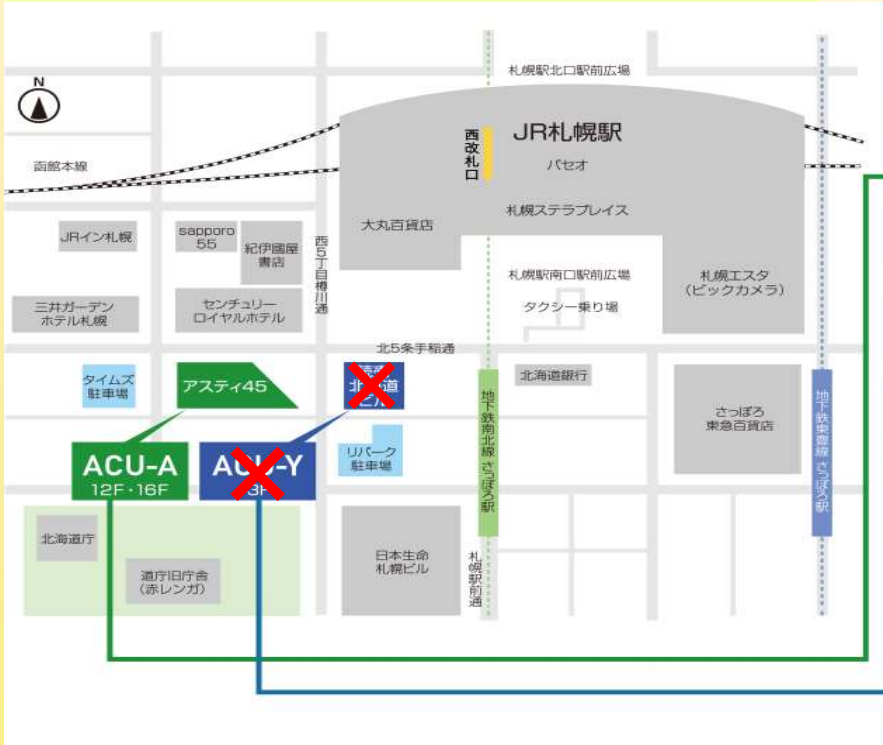 札幌駅北口駅前広場
N
JR札幌駅
西改札口
パセオ
函館本線
札幌ステラプレイス
大丸百貨店
JRイン札幌
sapporo
55
紀伊國屋
書店
西5丁目樽川通
札幌駅南口駅前広場
タクシー乗り場
札幌エスタ
(ビックカメラ)
三井ガーデン
ホテル札幌
センチュリー
ロイヤルホテル
北5条手稲通
タイムズ
駐車場
アスティ45
北海道
ビル
北海道銀行
さっぽろ
東急百貨店
地下鉄南北線 さっぽろ駅
地下鉄東豊線 さっぽろ駅
ACU-A
12F・16F
ACU-Y
3F
リパーク
駐車場
北海道庁
道庁旧庁舎
(赤レンガ)
日本生命
札幌ビル
札幌駅前通